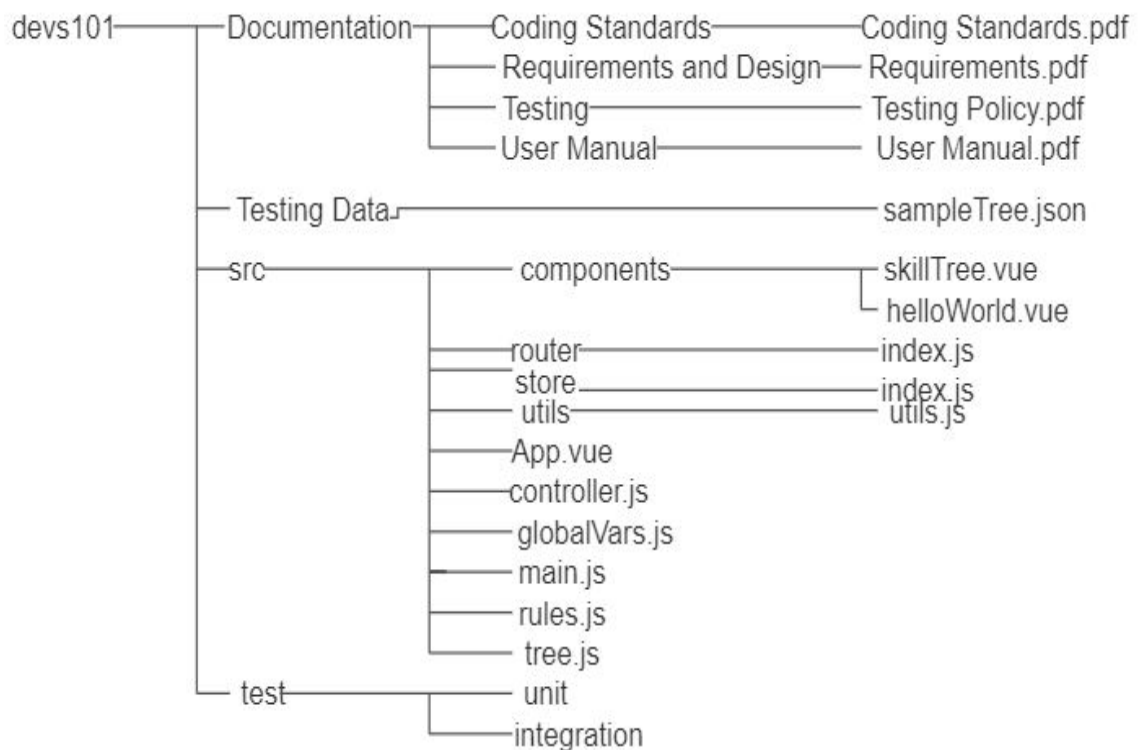 devs101 Documentation Coding Standards Coding Standards.pdf
Requirements and Design Requirements.pdf
Testing Testing Policy.pdf
User Manual User Manual.pdf
Testing Data sampleTree.json
src components skillTree.vue
helloWorld.vue
router index.js
store index.js
utils utils.js
App.vue
controller.js
globalVars.js
main.js
rules.js
tree.js
test unit
integration